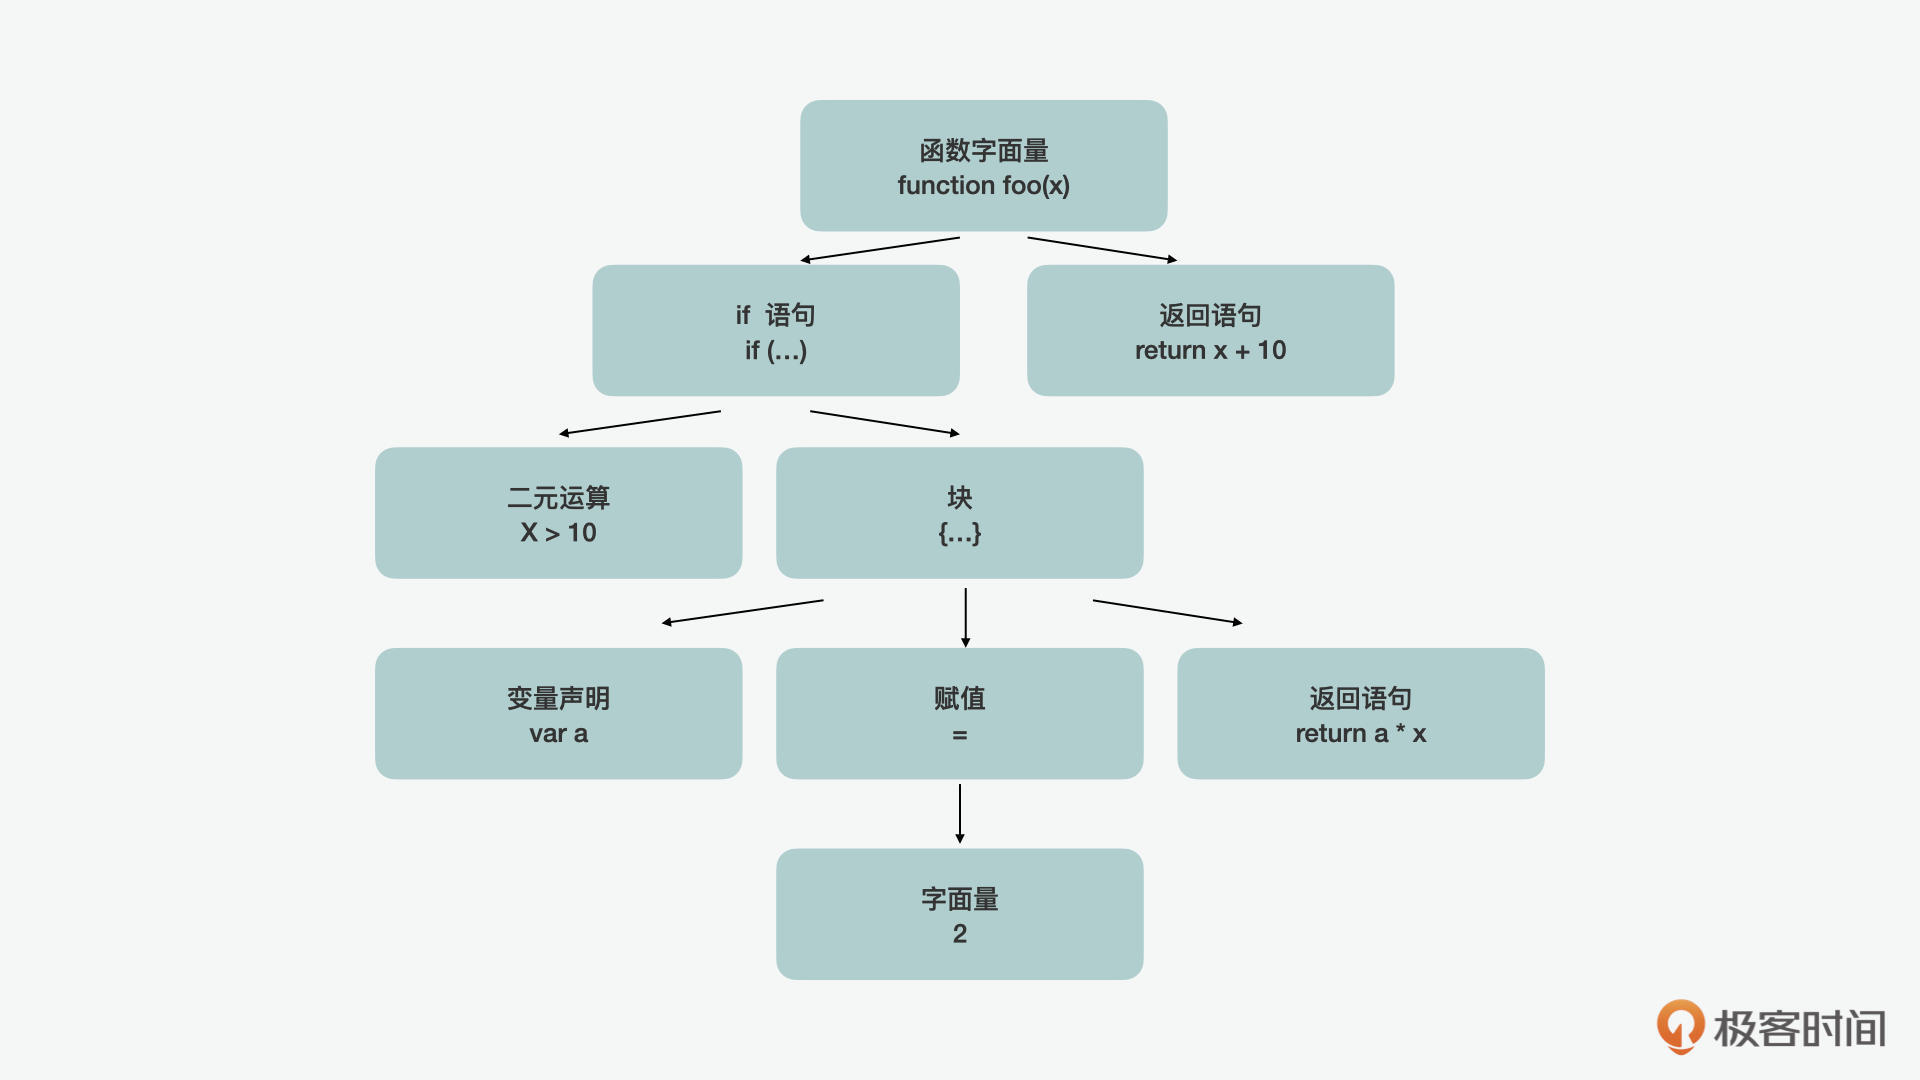 函数字面量
function foo(x)
if 语句
if (…)
返回语句
return x + 10
二元运算
X > 10
块
{…}
变量声明
var a
赋值
=
返回语句
return a * x
字面量
2
极客时间